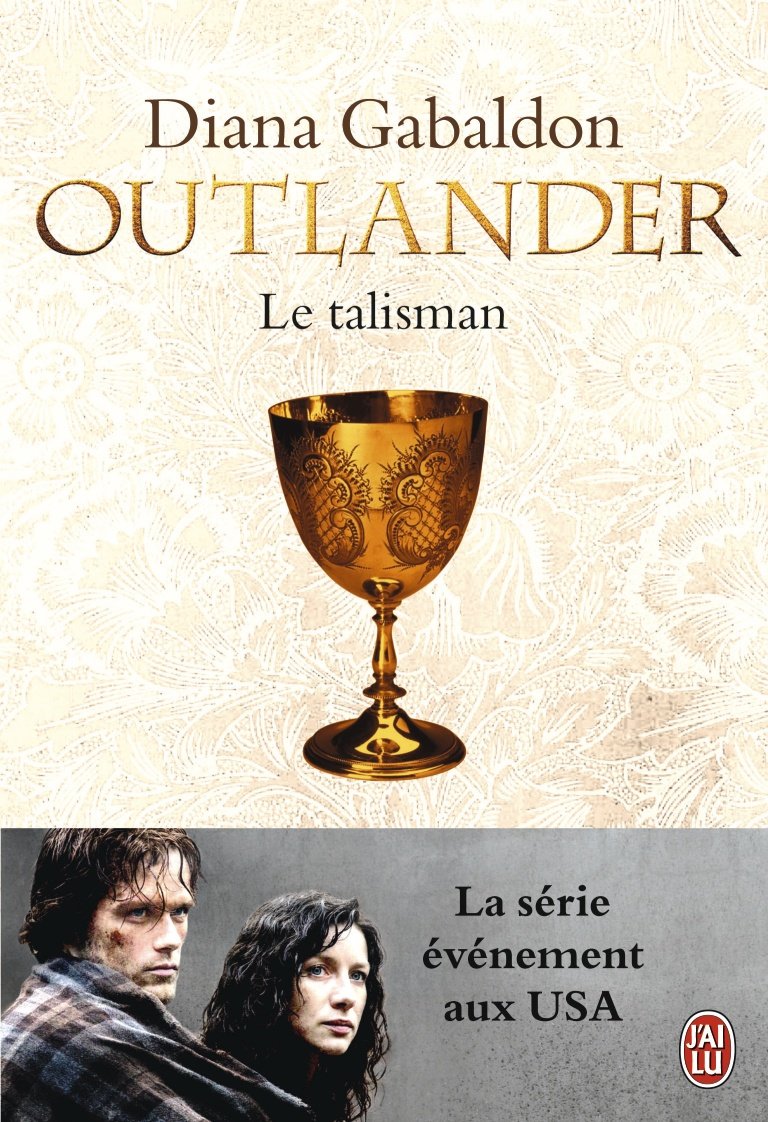 Diana Gabaldon
OUTLANDER
Le talisman
La série
événement
aux USA
J'AI
LU